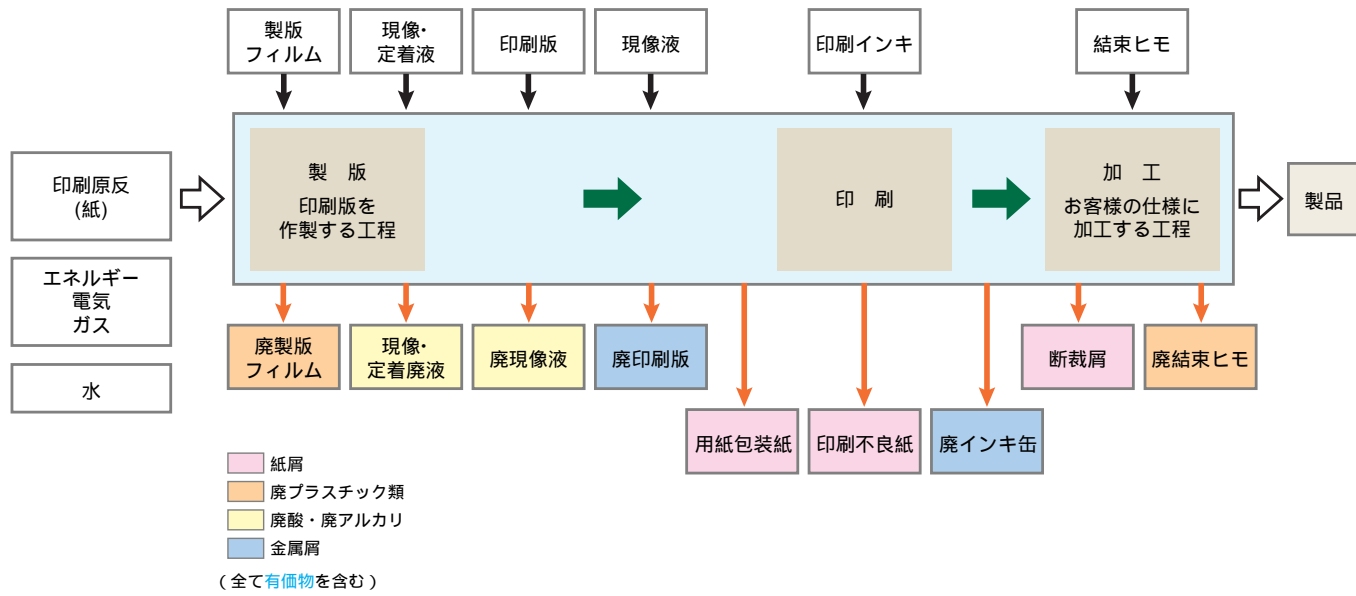 製版
フィルム
現像・
定着液
印刷版
現像液
印刷インキ
結束ヒモ
印刷原反
(紙)
エネルギー
電気
ガス
水
製　版
印刷版を
作製する工程
印　刷
加　工
お客様の仕様に
加工する工程
製品
廃製版
フィルム
現像・
定着廃液
廃現像液
廃印刷版
断裁屑
廃結束ヒモ
用紙包装紙
印刷不良紙
廃インキ缶
紙屑
廃プラスチック類
廃酸・廃アルカリ
金属屑
（全て有価物を含む）